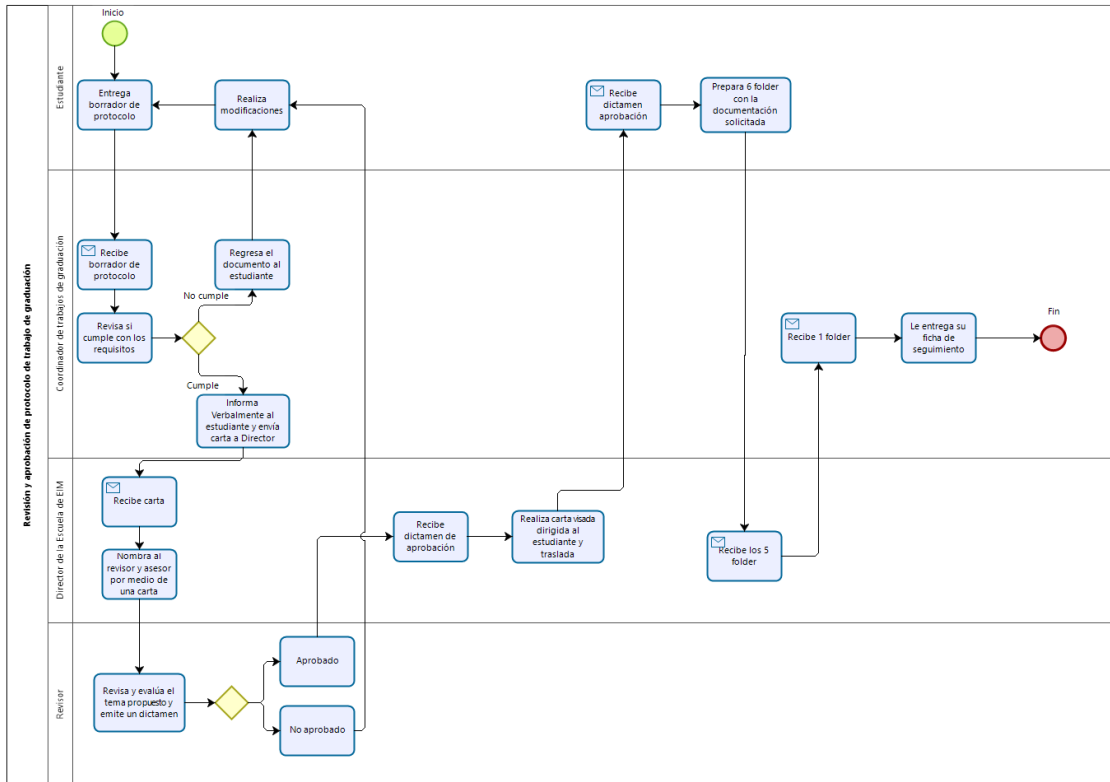 Revisión y aprobación de protocolo de trabajo de graduación
Estudiante
Inicio
Entrega
borrador de
protocolo
Realiza
modificaciones
Recibe
dictamen
aprobación
Prepara 6 folder
con la
documentación
solicitada
Coordinador de trabajos de graduación
Recibe
borrador de
protocolo
Regresa el
documento al
estudiante
No cumple
Revisa si
cumple con los
requisitos
Cumple
Informa
Verbalmente al
estudiante y envía
carta a Director
Recibe 1 folder
Le entrega su
ficha de
seguimiento
Fin
Director de la Escuela de EIM
Recibe carta
Nombra al
revisor y asesor
por medio de
una carta
Recibe
dictamen de
aprobación
Realiza carta visada
dirigida al
estudiante y
traslada
Recibe los 5
folder
Revisor
Revisa y evalúa el
tema propuesto y
emite un dictamen
Aprobado
No aprobado